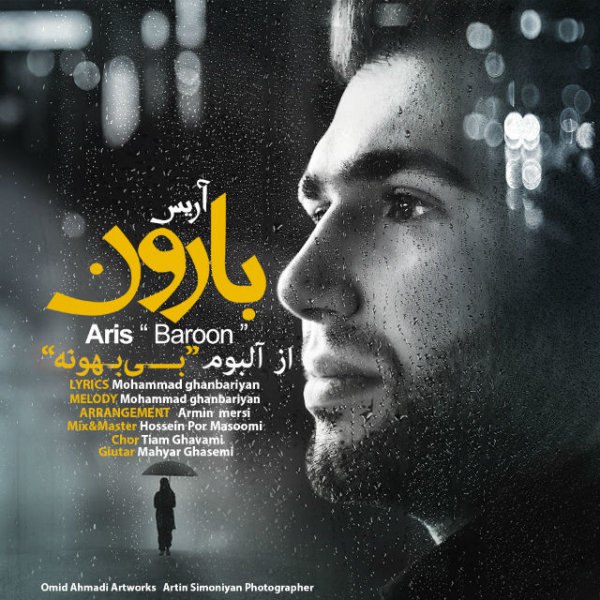 آریس
بارون
Aris “ Baroon ”
از آلبوم ”بی‌بهونه“
LYRICS Mohammad ghanbariyan
MELODY Mohammad ghanbariyan
ARRANGEMENT Armin mersi
Mix&Master Hossein Por Masoomi
Chor Tiam Ghavami
Giutar Mahyar Ghasemi
Omid Ahmadi Artworks Artin Simoniyan Photographer